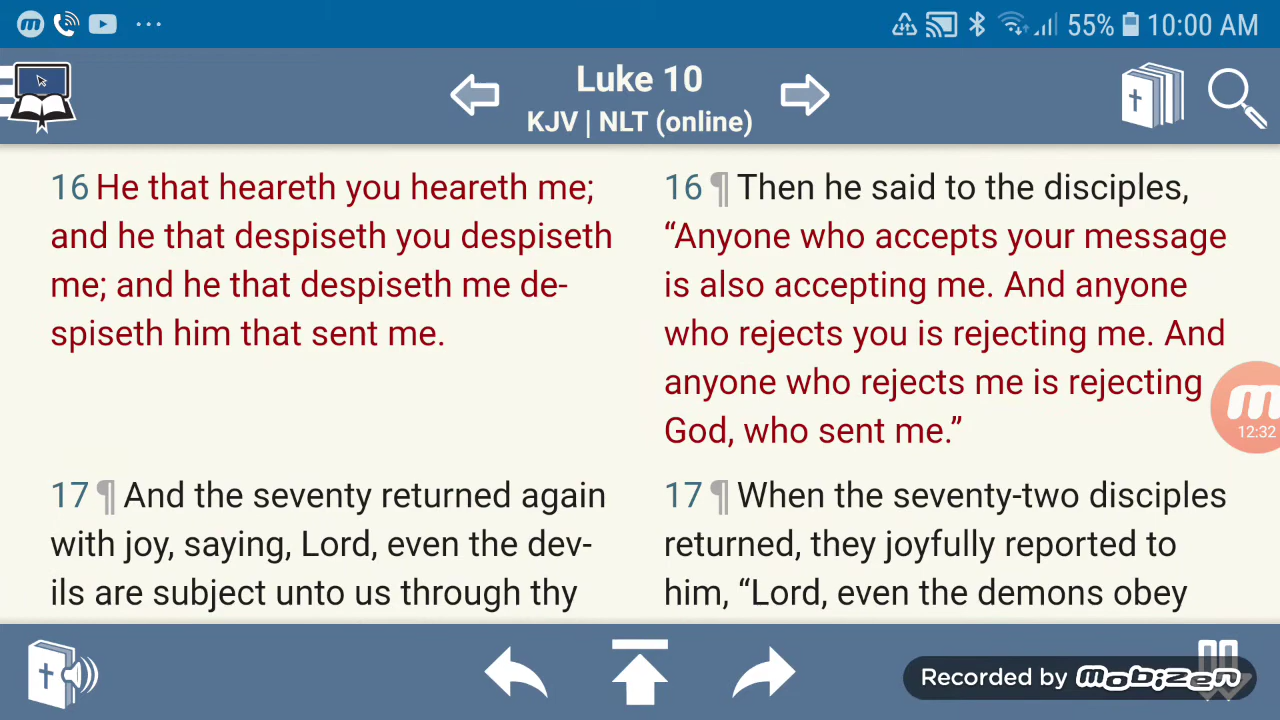 55% 10:00 AM
Luke 10
KJV | NLT (online)
16 He that heareth you heareth me;
and he that despiseth you despiseth
me; and he that despiseth me de-
spiseth him that sent me.
17 ¶ And the seventy returned again
with joy, saying, Lord, even the dev-
ils are subject unto us through thy
16 ¶ Then he said to the disciples,
“Anyone who accepts your message
is also accepting me. And anyone
who rejects you is rejecting me. And
anyone who rejects me is rejecting
God, who sent me.”
17 ¶ When the seventy-two disciples
returned, they joyfully reported to
him, “Lord, even the demons obey
12:32
Recorded by mobizen